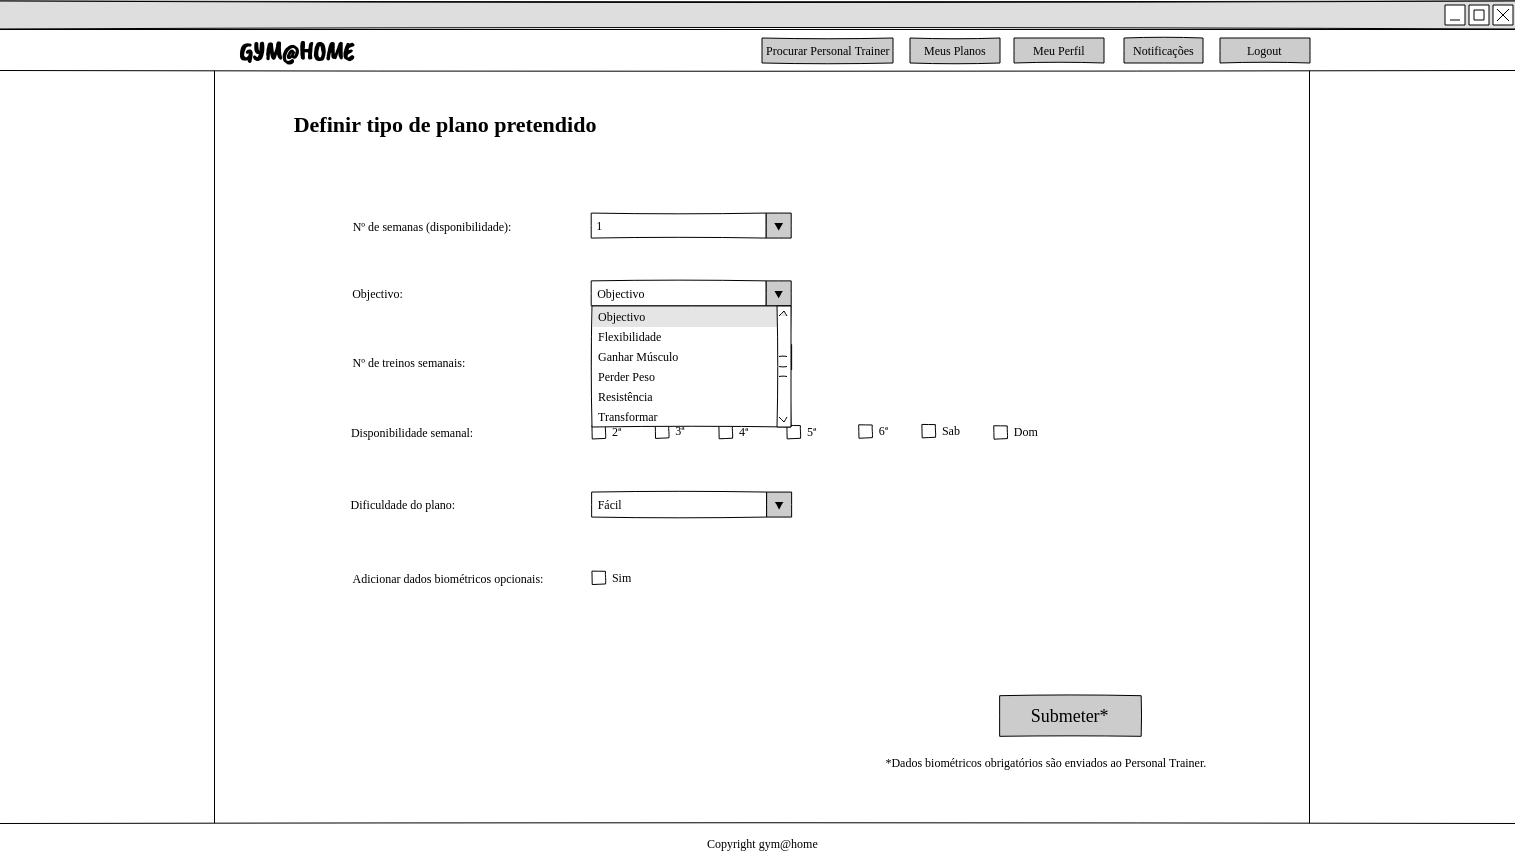 GYM@HOME
Procurar Personal Trainer
Meus Planos
Meu Perfil
Notificações
Logout
Definir tipo de plano pretendido
Nº de semanas (disponibilidade):
1
Objectivo:
Objectivo
Objectivo
Flexibilidade
Ganhar Músculo
Nº de treinos semanais:
Perder Peso
Resistência
Transformar
Disponibilidade semanal:
2ª
3ª
4ª
5ª
6ª
Sab
Dom
Dificuldade do plano:
Fácil
Adicionar dados biométricos opcionais:
Sim
Submeter*
*Dados biométricos obrigatórios são enviados ao Personal Trainer.
Copyright gym@home